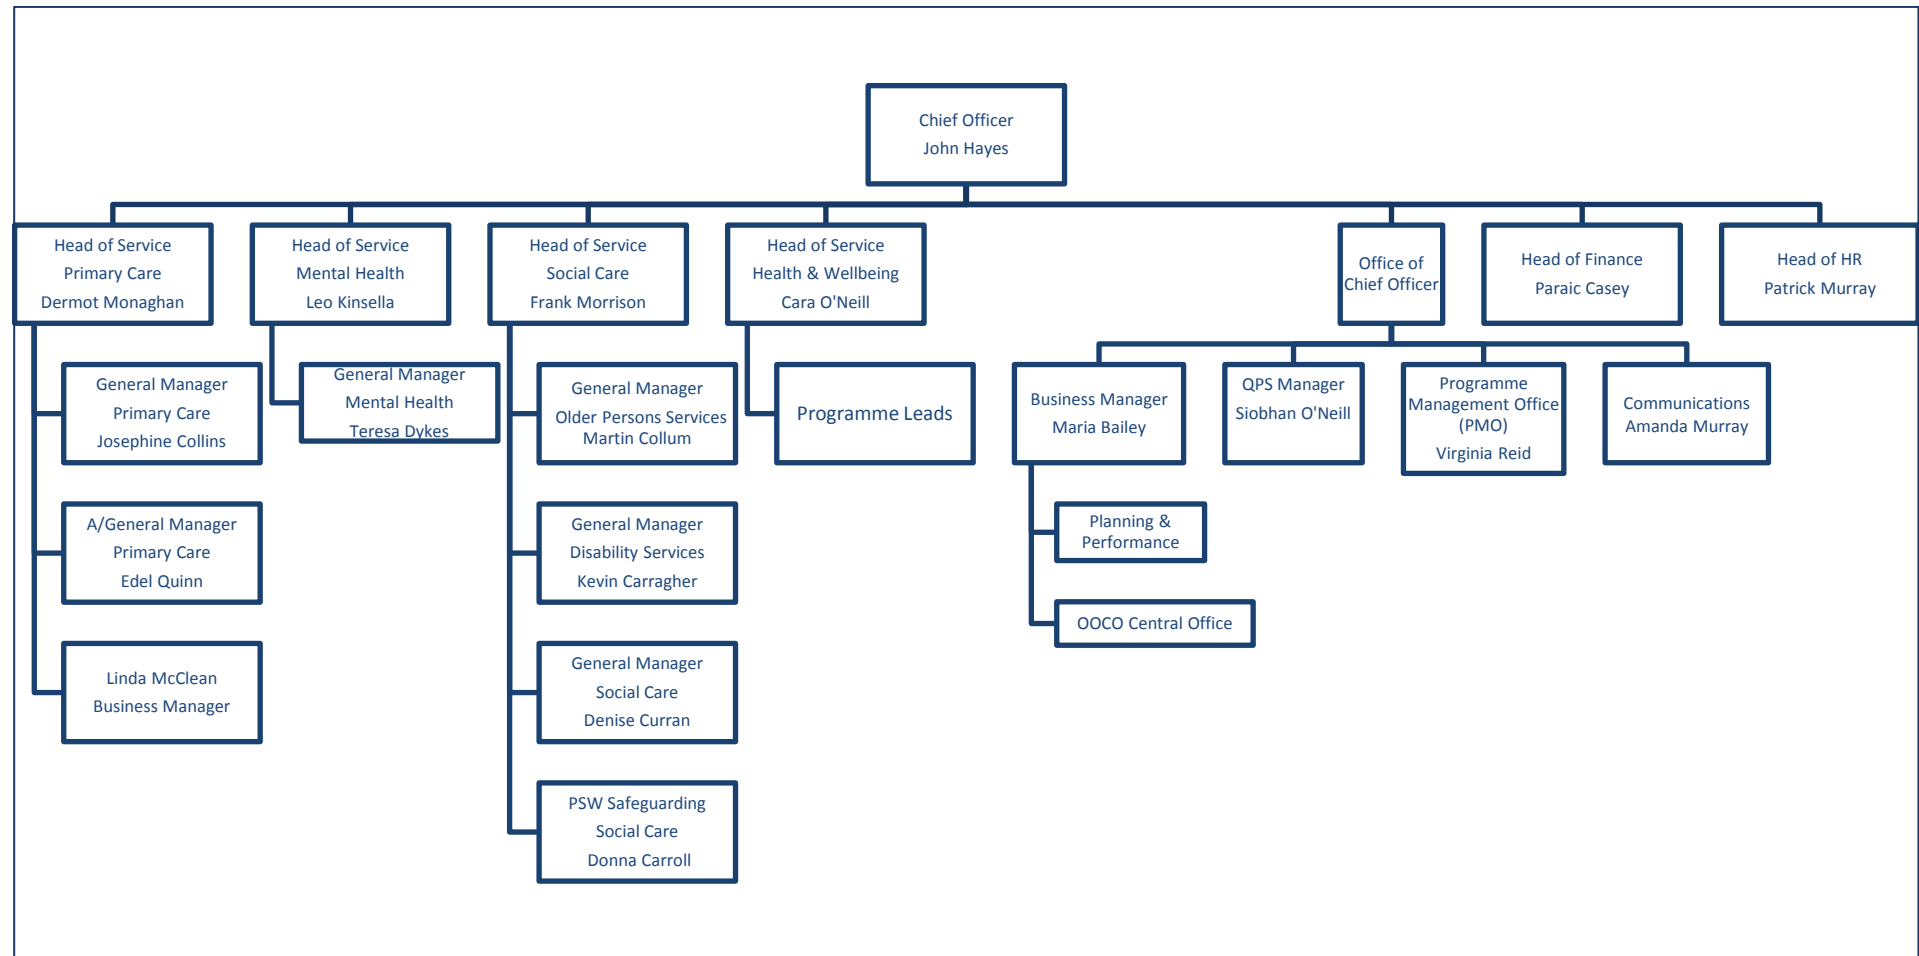 Chief Officer
John Hayes
Head of Service
Primary Care
Dermot Monaghan
Head of Service
Mental Health
Leo Kinsella
Head of Service
Social Care
Frank Morrison
Head of Service
Health & Wellbeing
Cara O'Neill
Office of
Chief Officer
Head of Finance
Paraic Casey
Head of HR
Patrick Murray
General Manager
Primary Care
Josephine Collins
General Manager
Mental Health
Teresa Dykes
General Manager
Older Persons Services
Martin Collum
Programme Leads
Business Manager
Maria Bailey
QPS Manager
Siobhan O'Neill
Programme
Management Office
(PMO)
Virginia Reid
Communications
Amanda Murray
A/General Manager
Primary Care
Edel Quinn
General Manager
Disability Services
Kevin Carragher
Planning &
Performance
OOCO Central Office
Linda McClean
Business Manager
General Manager
Social Care
Denise Curran
PSW Safeguarding
Social Care
Donna Carroll